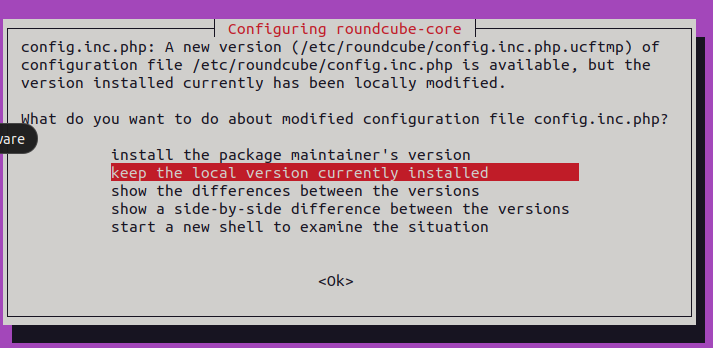 Configuring roundcube-core
config.inc.php: A new version (/etc/roundcube/config.inc.php.ucftmp) of
configuration file /etc/roundcube/config.inc.php is available, but the
version installed currently has been locally modified.
What do you want to do about modified configuration file config.inc.php?
ware
install the package maintainer's version
keep the local version currently installed
show the differences between the versions
show a side-by-side difference between the versions
start a new shell to examine the situation
<Ok>